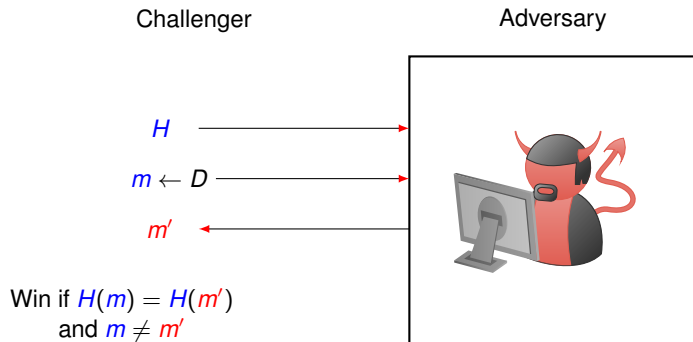 Challenger Adversary
H
m ← D
m′
Win if H(m) = H(m′)
and m ≠ m′